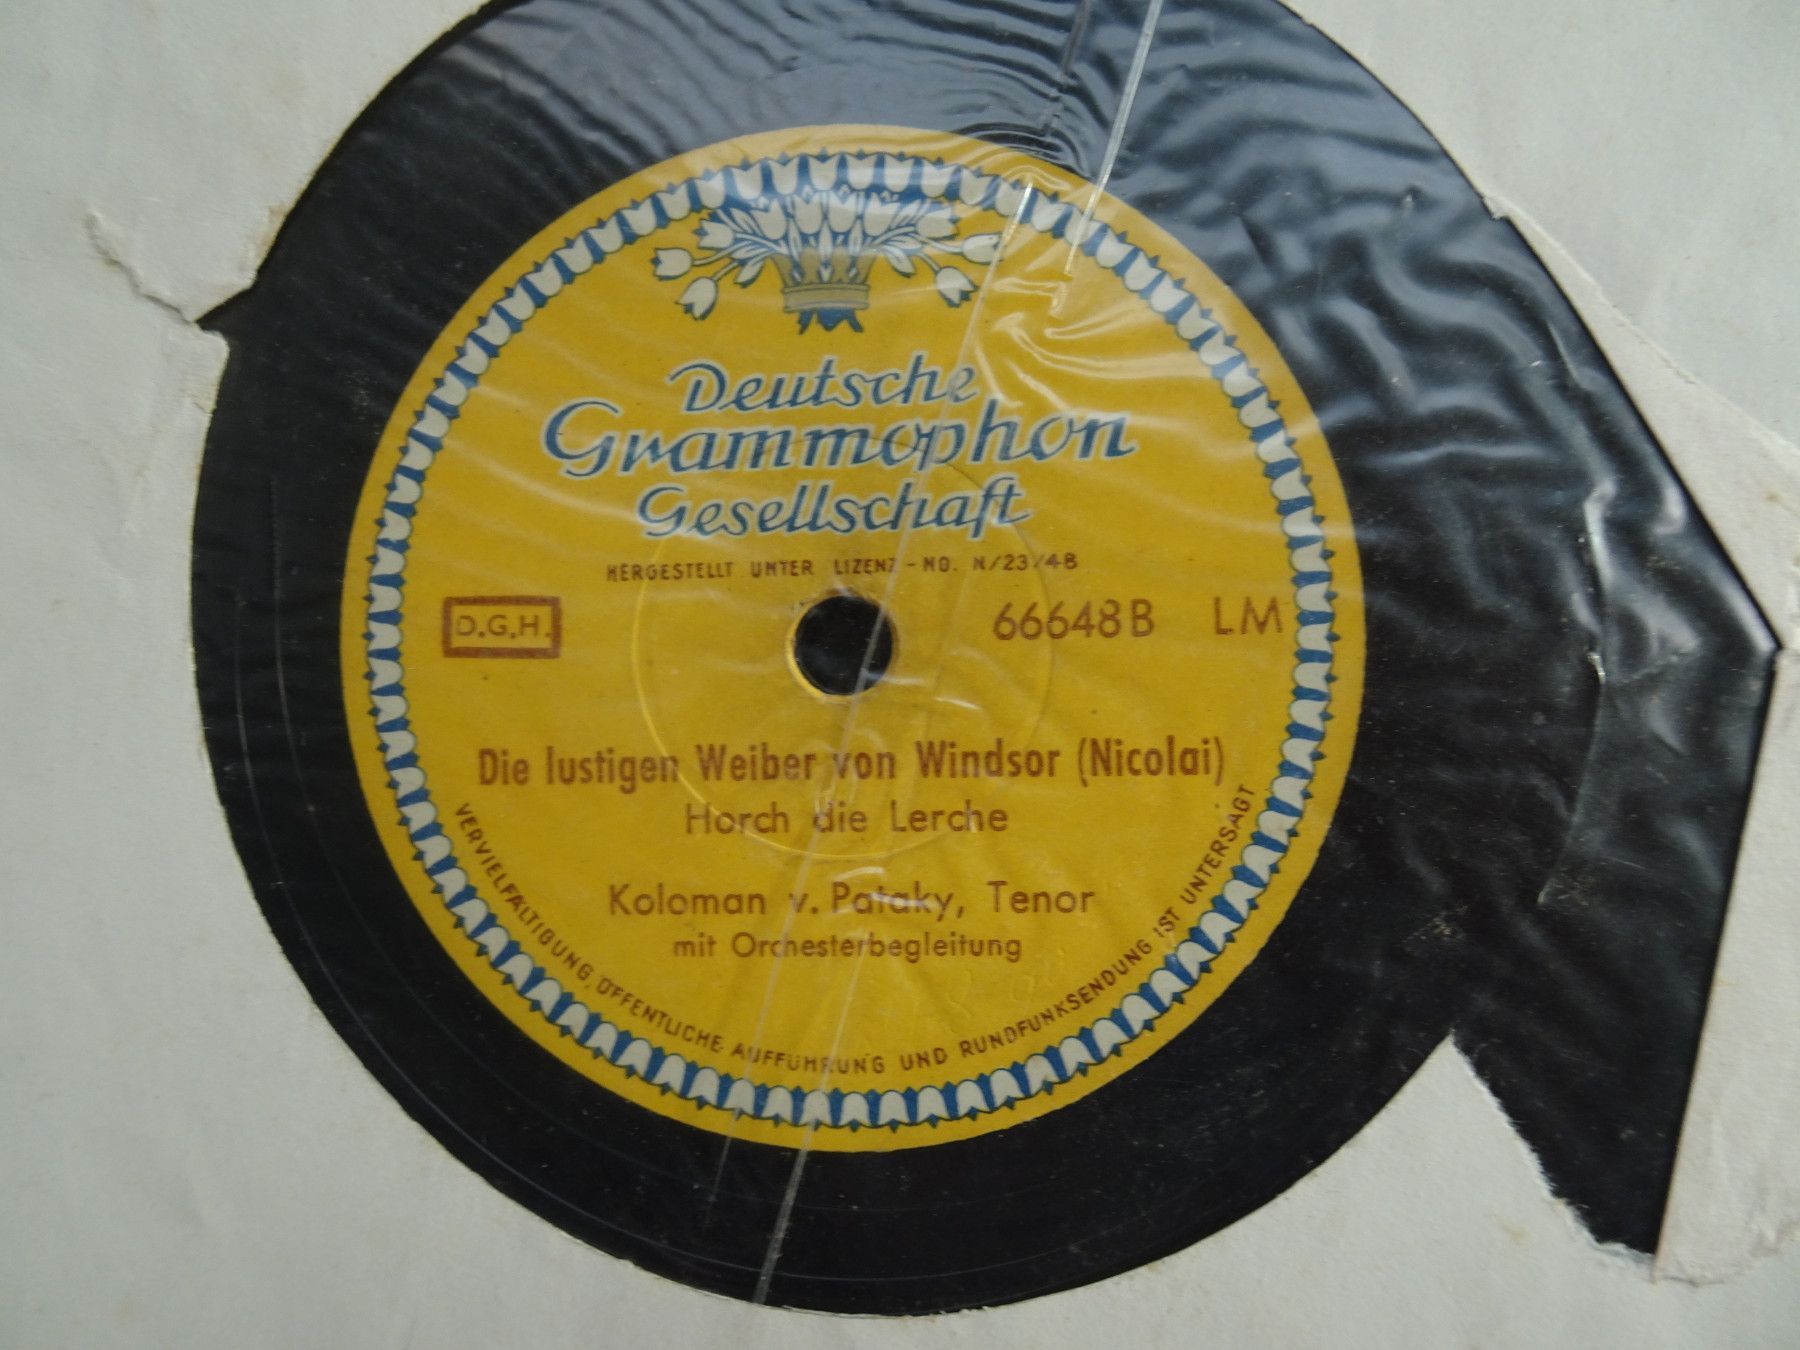 Deutsche
Grammophon
Gesellschaft
HERGESTELLT UNTER LIZENZ-NO. N/23/48
D.G.H. 66648B LM
Die lustigen Weiber von Windsor (Nicolai)
Horch die Lerche
Koloman v. Pataky, Tenor
mit Orchesterbegleitung
VERVIELFÄLTIGUNG, ÖFFENTLICHE AUFFÜHRUNG UND RUNDFUNKSENDUNG IST UNTERSAGT